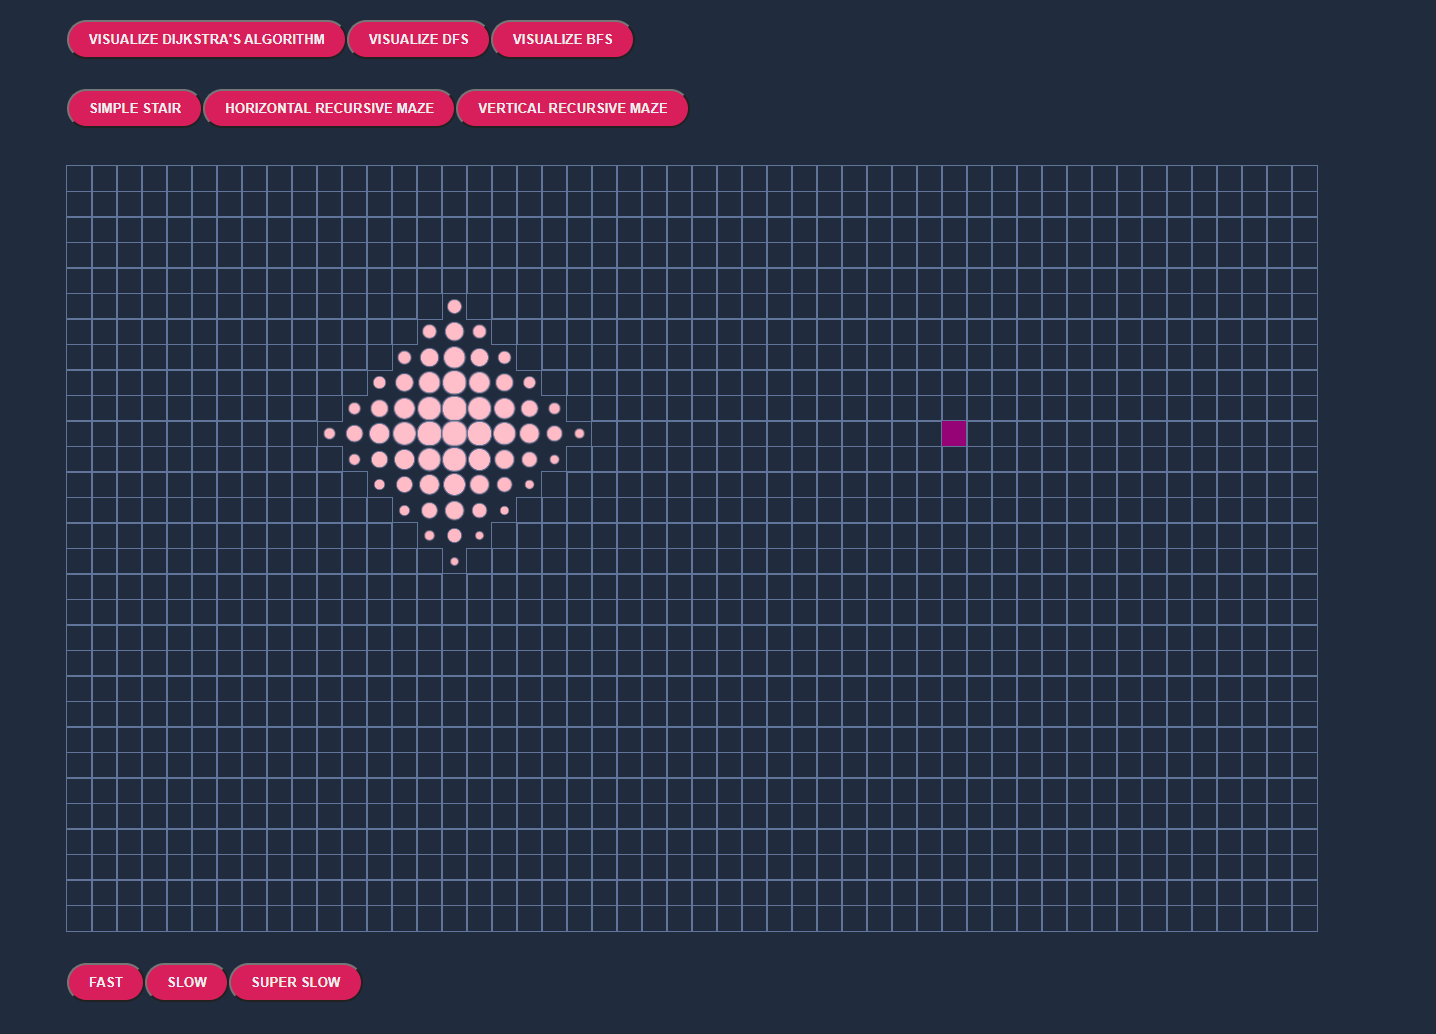 VISUALIZE DIJKSTRA'S ALGORITHM VISUALIZE DFS VISUALIZE BFS
SIMPLE STAIR HORIZONTAL RECURSIVE MAZE VERTICAL RECURSIVE MAZE
FAST SLOW SUPER SLOW